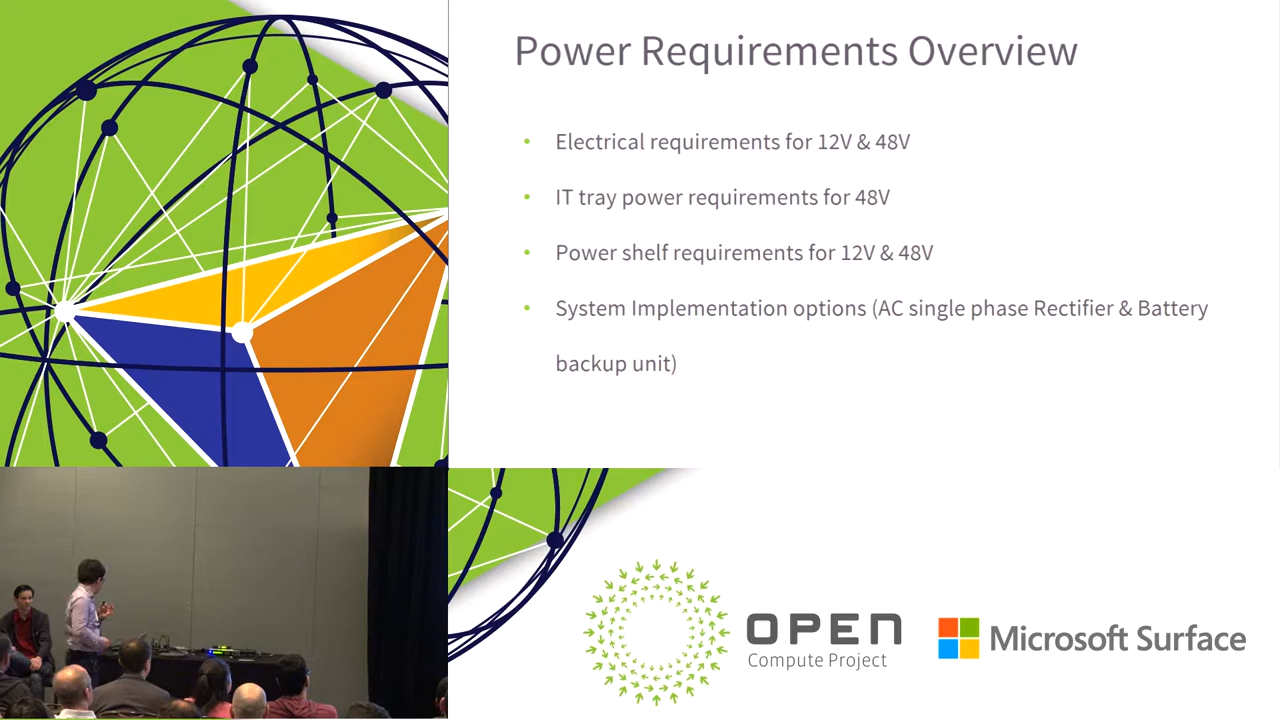 Power Requirements Overview
• Electrical requirements for 12V & 48V
• IT tray power requirements for 48V
• Power shelf requirements for 12V & 48V
• System Implementation options (AC single phase Rectifier & Battery
backup unit)
OPEN
Compute Project
Microsoft Surface